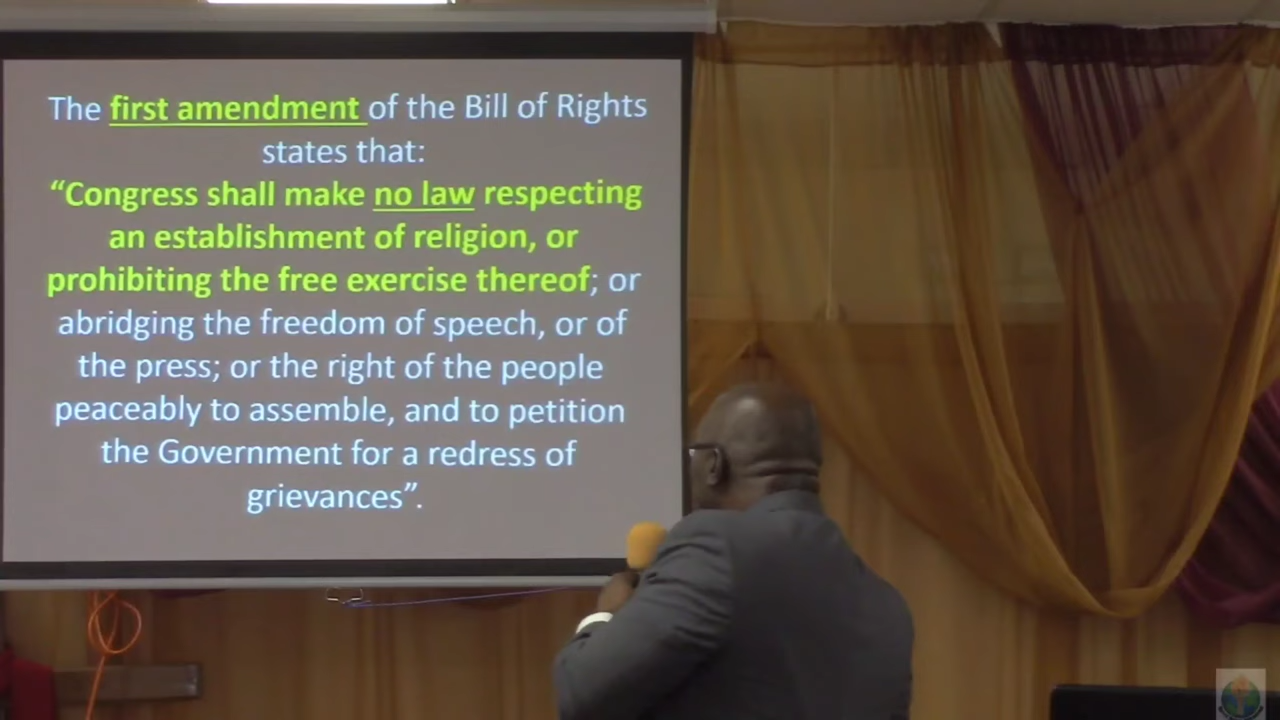 The first amendment of the Bill of Rights
states that:
“Congress shall make no law respecting
an establishment of religion, or
prohibiting the free exercise thereof; or
abridging the freedom of speech, or of
the press; or the right of the people
peaceably to assemble, and to petition
the Government for a redress of
grievances”.